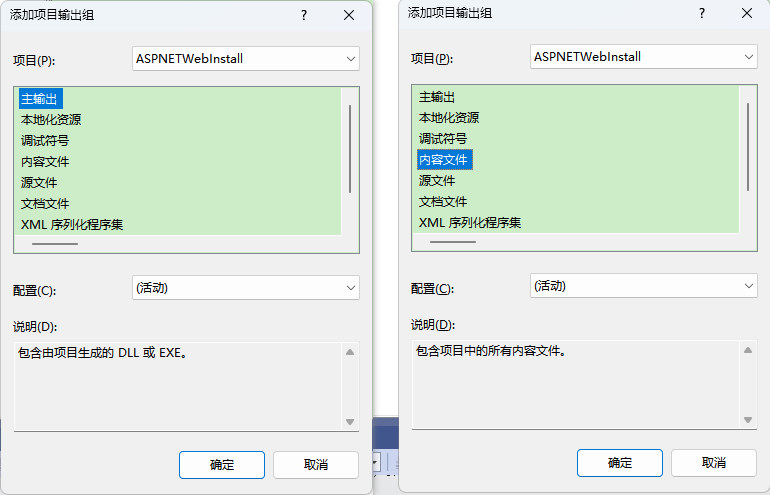 添加项目输出组 ?
项目(P): ASPNETWebInstall
主输出
本地化资源
调试符号
内容文件
源文件
文档文件
XML 序列化程序集
配置(C): (活动)
说明(D):
包含由项目生成的 DLL 或 EXE。
确定 取消
添加项目输出组 ?
项目(P): ASPNETWebInstall
主输出
本地化资源
调试符号
内容文件
源文件
文档文件
XML 序列化程序集
配置(C): (活动)
说明(D):
包含项目中的所有内容文件。
确定 取消